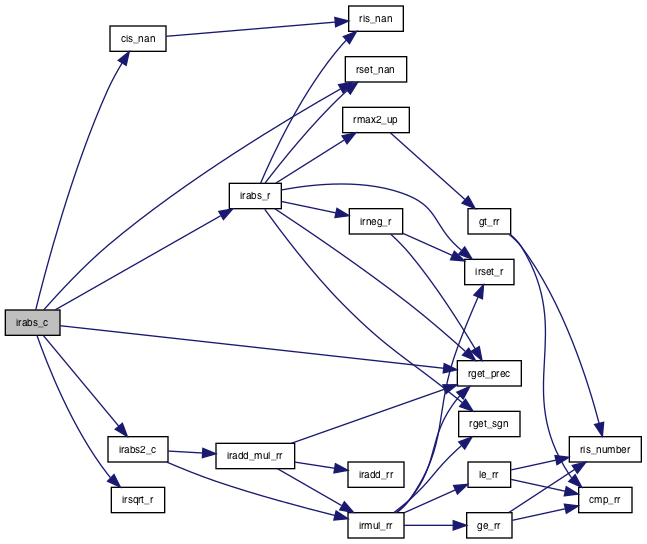 ris_nan
cis_nan
rset_nan
rmax2_up
irabs_r
irneg_r
gt_rr
irset_r
irabs_c
rget_prec
rget_sgn
irabs2_c
iradd_mul_rr
ris_number
iradd_rr
le_rr
irsqrt_r
cmp_rr
irmul_rr
ge_rr